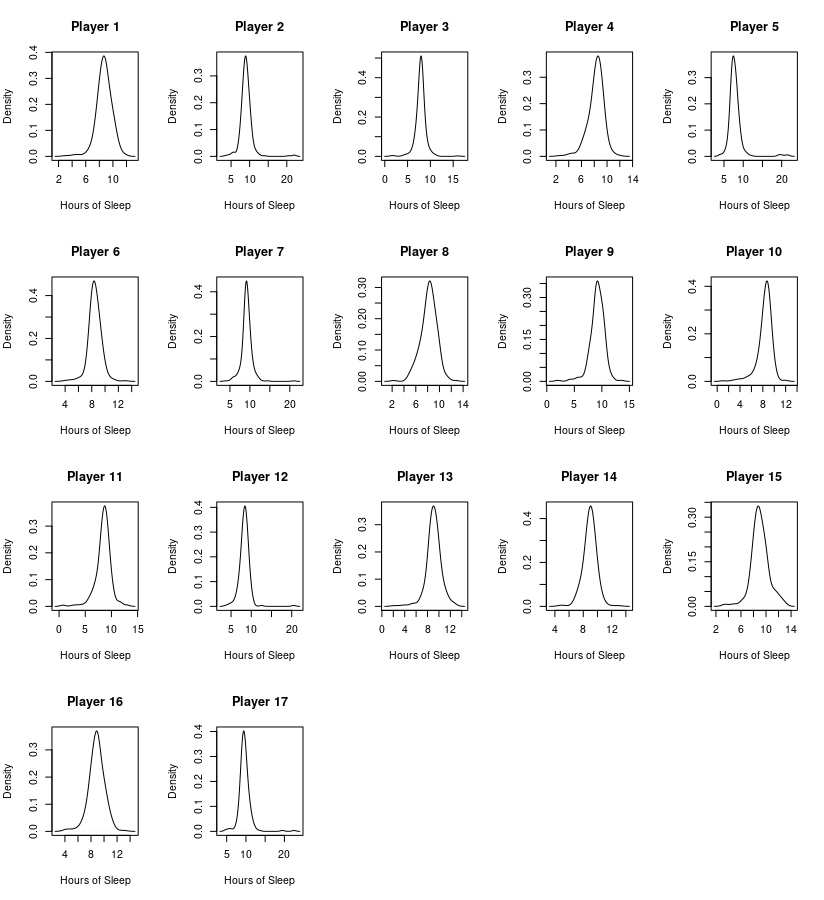 Player 1
Density
0.0 0.1 0.2 0.3 0.4
2 6 10
Hours of Sleep
Player 2
Density
0.0 0.1 0.2 0.3
5 10 20
Hours of Sleep
Player 3
Density
0.0 0.2 0.4
0 5 10 15
Hours of Sleep
Player 4
Density
0.0 0.1 0.2 0.3
2 6 10 14
Hours of Sleep
Player 5
Density
0.0 0.1 0.2 0.3
5 10 20
Hours of Sleep
Player 6
Density
0.0 0.2 0.4
4 8 12
Hours of Sleep
Player 7
Density
0.0 0.2 0.4
5 10 20
Hours of Sleep
Player 8
Density
0.00 0.10 0.20 0.30
2 6 10 14
Hours of Sleep
Player 9
Density
0.00 0.15 0.30
0 5 10 15
Hours of Sleep
Player 10
Density
0.0 0.2 0.4
0 4 8 12
Hours of Sleep
Player 11
Density
0.0 0.1 0.2 0.3
0 5 10 15
Hours of Sleep
Player 12
Density
0.0 0.1 0.2 0.3 0.4
5 10 20
Hours of Sleep
Player 13
Density
0.0 0.1 0.2 0.3
0 4 8 12
Hours of Sleep
Player 14
Density
0.0 0.2 0.4
4 8 12
Hours of Sleep
Player 15
Density
0.00 0.15 0.30
2 6 10 14
Hours of Sleep
Player 16
Density
0.0 0.1 0.2 0.3
4 8 12
Hours of Sleep
Player 17
Density
0.0 0.1 0.2 0.3 0.4
5 10 20
Hours of Sleep